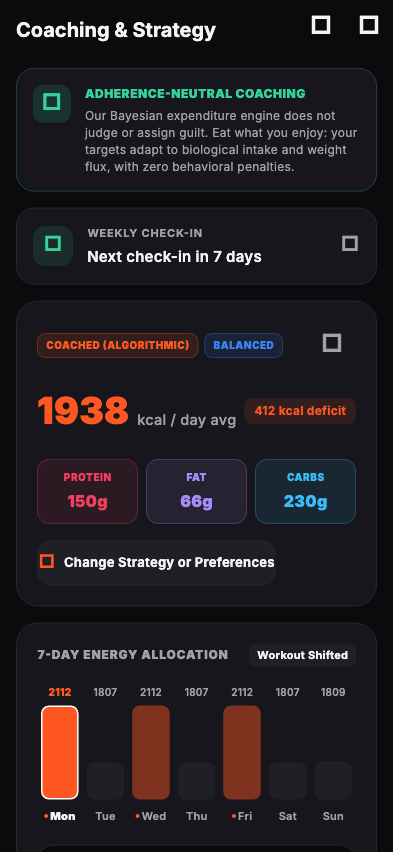 Coaching & Strategy
ADHERENCE-NEUTRAL COACHING
Our Bayesian expenditure engine does not
judge or assign guilt. Eat what you enjoy: your
targets adapt to biological intake and weight
flux, with zero behavioral penalties.
WEEKLY CHECK-IN
Next check-in in 7 days
COACHED (ALGORITHMIC) BALANCED
1938 kcal / day avg 412 kcal deficit
PROTEIN FAT CARBS
150g 66g 230g
Change Strategy or Preferences
7-DAY ENERGY ALLOCATION Workout Shifted
2112 1807 2112 1807 2112 1807 1809
•Mon Tue •Wed Thu •Fri Sat Sun